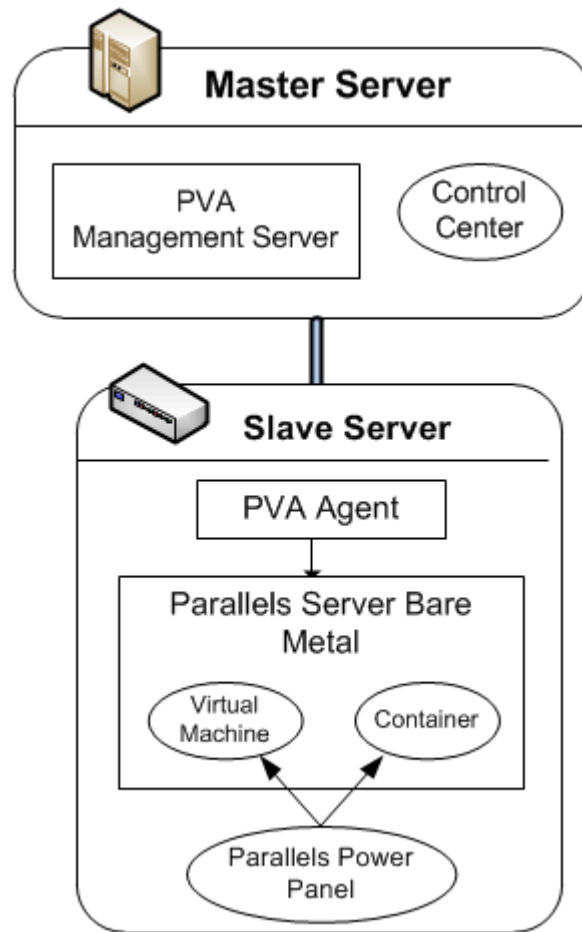 Master Server
PVA
Management Server
Control
Center
Slave Server
PVA Agent
Parallels Server Bare
Metal
Virtual
Machine
Container
Parallels Power
Panel